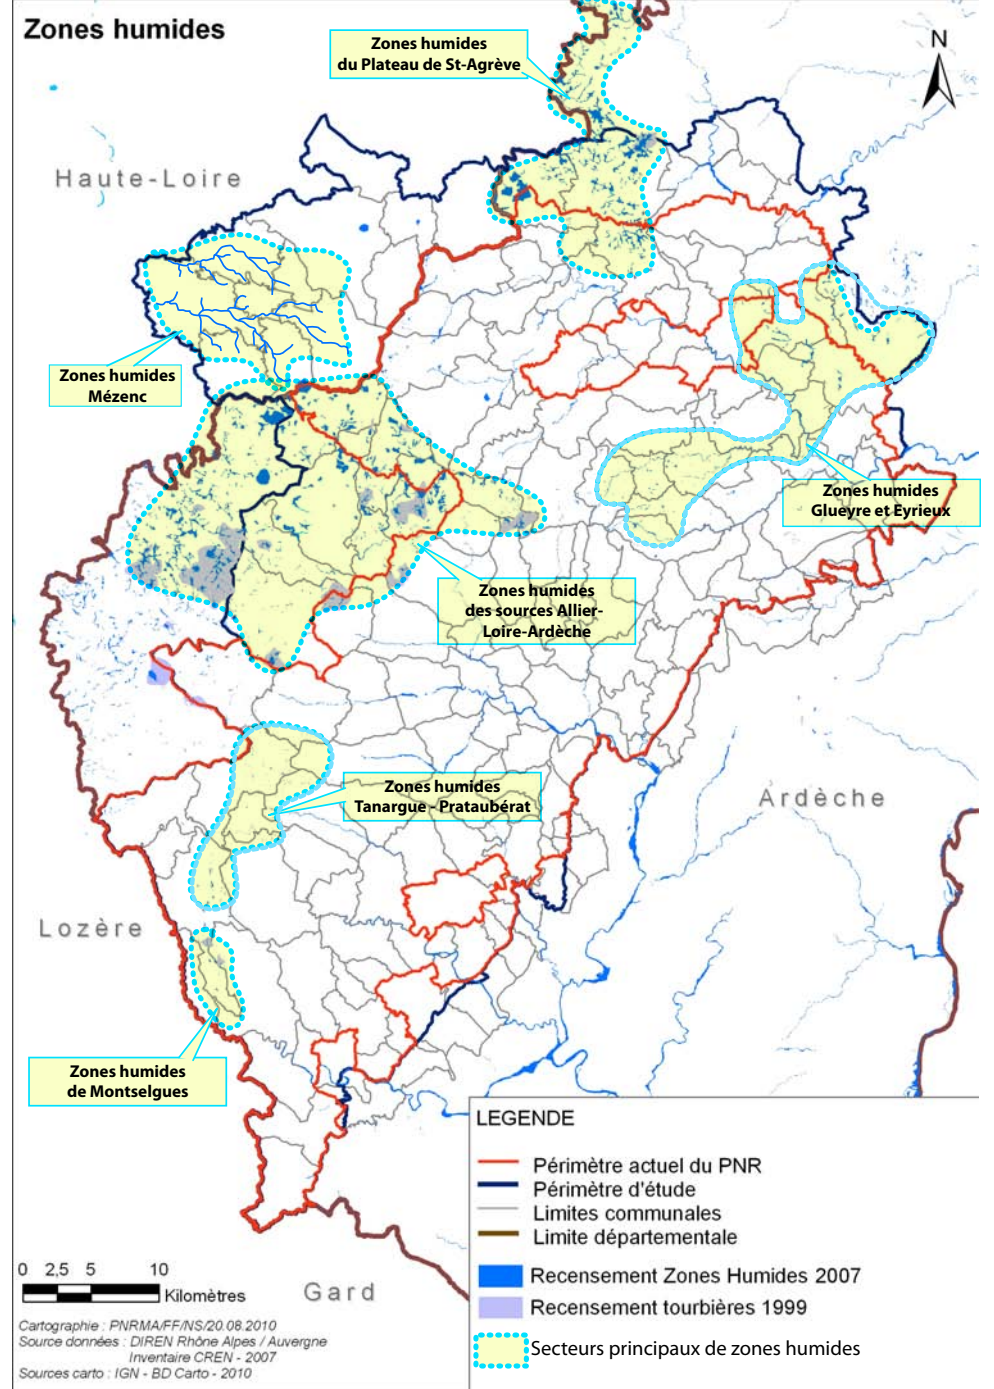 Zones humides
Zones humides
du Plateau de St-Agrève
N
Haute-Loire
Zones humides
Mézenc
Zones humides
Glueyre et Eyrieux
Zones humides
des sources Allier-
Loire-Ardèche
Zones humides
Tanargue - Prataubérat
Ardèche
Lozère
Zones humides
de Montselgues
LEGENDE
Périmètre actuel du PNR
Périmètre d'étude
Limites communales
Limite départementale
Recensement Zones Humides 2007
Recensement tourbières 1999
Secteurs principaux de zones humides
0 2,5 5 10
Kilomètres
Gard
Cartographie : PNRMA/FF/NS/20.08.2010
Source données : DIREN Rhône Alpes / Auvergne
Inventaire CREN - 2007
Sources carto : IGN - BD Carto - 2010